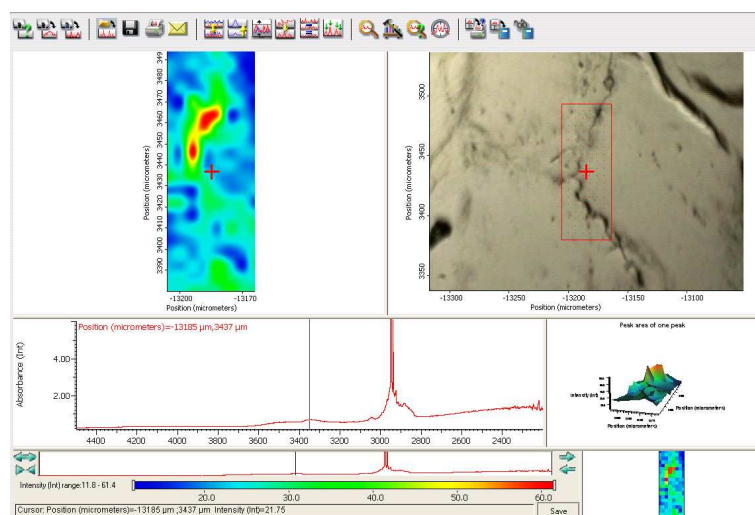 349
3480
3470
3460
3450
3440
3430
3420
3410
3400
3390
Position (micrometers)
-13200
-13170
Position (micrometers)
3500
3450
3400
3350
Position (micrometers)
-13300
-13250
-13200
-13150
-13100
Position (micrometers)
Position (micrometers)=-13185 µm,3437 µm
Absorbance (Int)
4.00
2.00
4400 4200 4000 3800 3600 3400 3200 3000 2800 2600 2400
Peak area of one peak
Intensity (Int)
Position (micrometers)
Position (micrometers)
Intensity (Int) range:11.8 - 61.4
20.0
30.0
40.0
50.0
60.0
Cursor: Position (micrometers)=-13185 µm ;3437 µm Intensity (Int)=21.75
Save